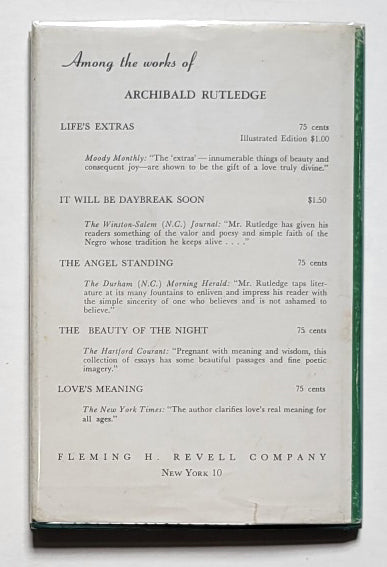 Among the works of
ARCHIBALD RUTLEDGE
LIFE'S EXTRAS 75 cents
Illustrated Edition $1.00
Moody Monthly: "The 'extras'—innumerable things of beauty and
consequent joy—are shown to be the gift of a love truly divine."
IT WILL BE DAYBREAK SOON $1.50
The Winston-Salem (N.C.) Journal: "Mr. Rutledge has given his
readers something of the valor and poesy and simple faith of the
Negro whose tradition he keeps alive . . . ."
THE ANGEL STANDING 75 cents
The Durham (N.C.) Morning Herald: "Mr. Rutledge taps liter-
ature at its many fountains to enliven and impress his reader with
the simple sincerity of one who believes and is not ashamed to
believe."
THE BEAUTY OF THE NIGHT 75 cents
The Hartford Courant: "Pregnant with meaning and wisdom, this
collection of essays has some beautiful passages and fine poetic
imagery."
LOVE'S MEANING 75 cents
The New York Times: "The author clarifies love's real meaning for
all ages."
FLEMING H. REVELL COMPANY
NEW YORK 10